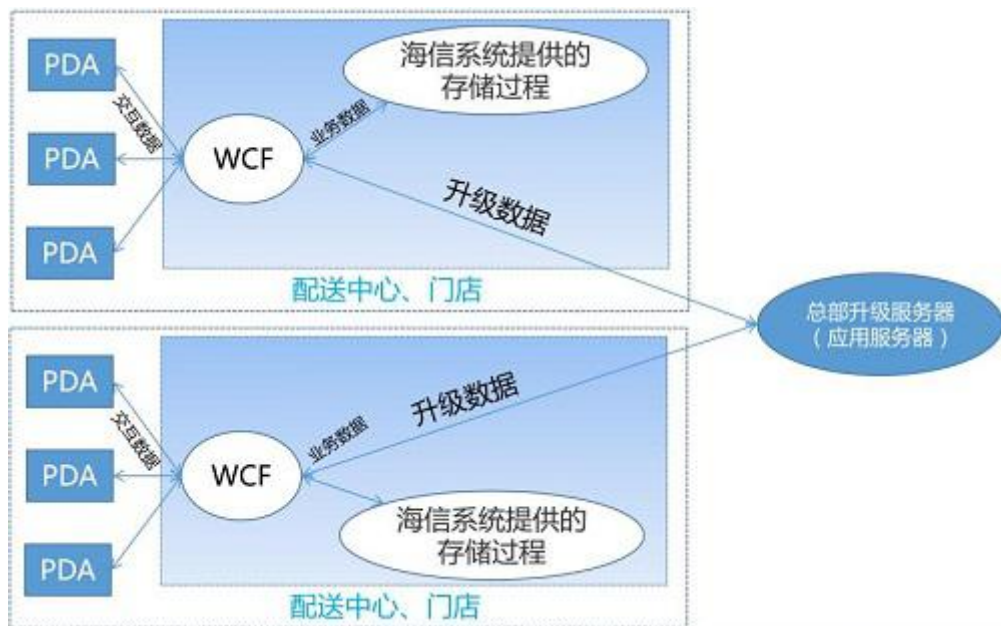 PDA
PDA
PDA
交互数据
WCF
业务数据
海信系统提供的
存储过程
升级数据
配送中心、门店
总部升级服务器
（应用服务器）
PDA
PDA
PDA
交互数据
WCF
业务数据
升级数据
海信系统提供的
存储过程
配送中心、门店